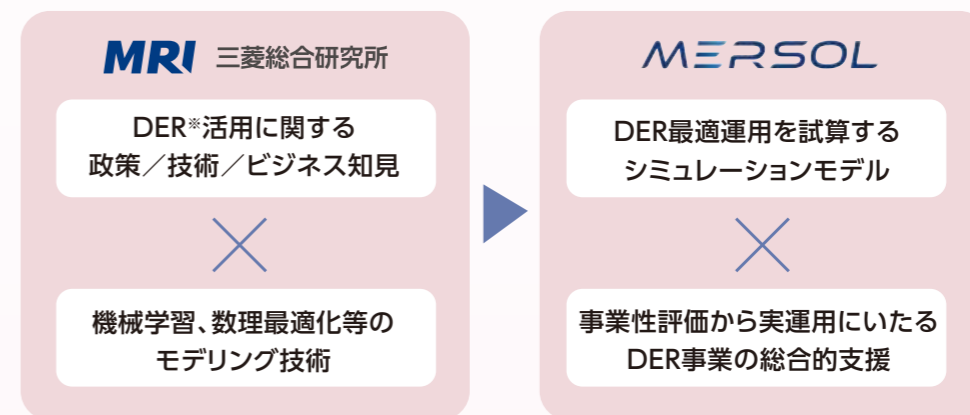 MRI 三菱総合研究所
DER※活用に関する
政策／技術／ビジネス知見
機械学習、数理最適化等の
モデリング技術
MERSOL
DER最適運用を試算する
シミュレーションモデル
事業性評価から実運用にいたる
DER事業の総合的支援